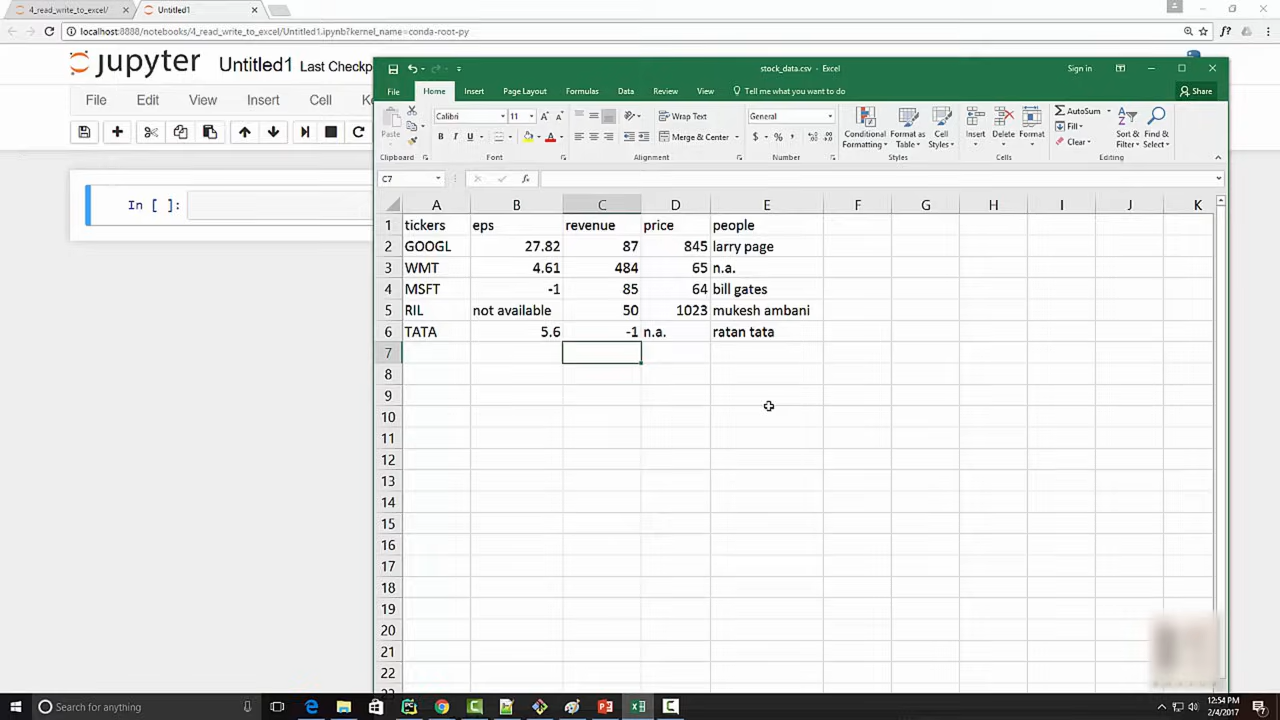 4_read_write_to_excel/ Untitled1
localhost:8888/notebooks/4_read_write_to_excel/Untitled1.ipynb?kernel_name=conda-root-py
jupyter Untitled1 Last Checkp
File Edit View Insert Cell
In [ ]:
stock_data.csv - Excel Sign in
File Home Insert Page Layout Formulas Data Review View Tell me what you want to do Share
Paste Calibri 11 Wrap Text General Conditional Formatting Format as Table Cell Styles Insert Delete Format AutoSum Sort & Filter Find & Select
B I U Merge & Center $ % Fill
Clear
Clipboard Font Alignment Number Styles Cells Editing
C7 fx
A B C D E F G H I J K
1 tickers eps revenue price people
2 GOOGL 27.82 87 845 larry page
3 WMT 4.61 484 65 n.a.
4 MSFT -1 85 64 bill gates
5 RIL not available 50 1023 mukesh ambani
6 TATA 5.6 -1 n.a. ratan tata
7
8
9
10
11
12
13
14
15
16
17
18
19
20
21
22
Search for anything 12:54 PM
2/4/2017